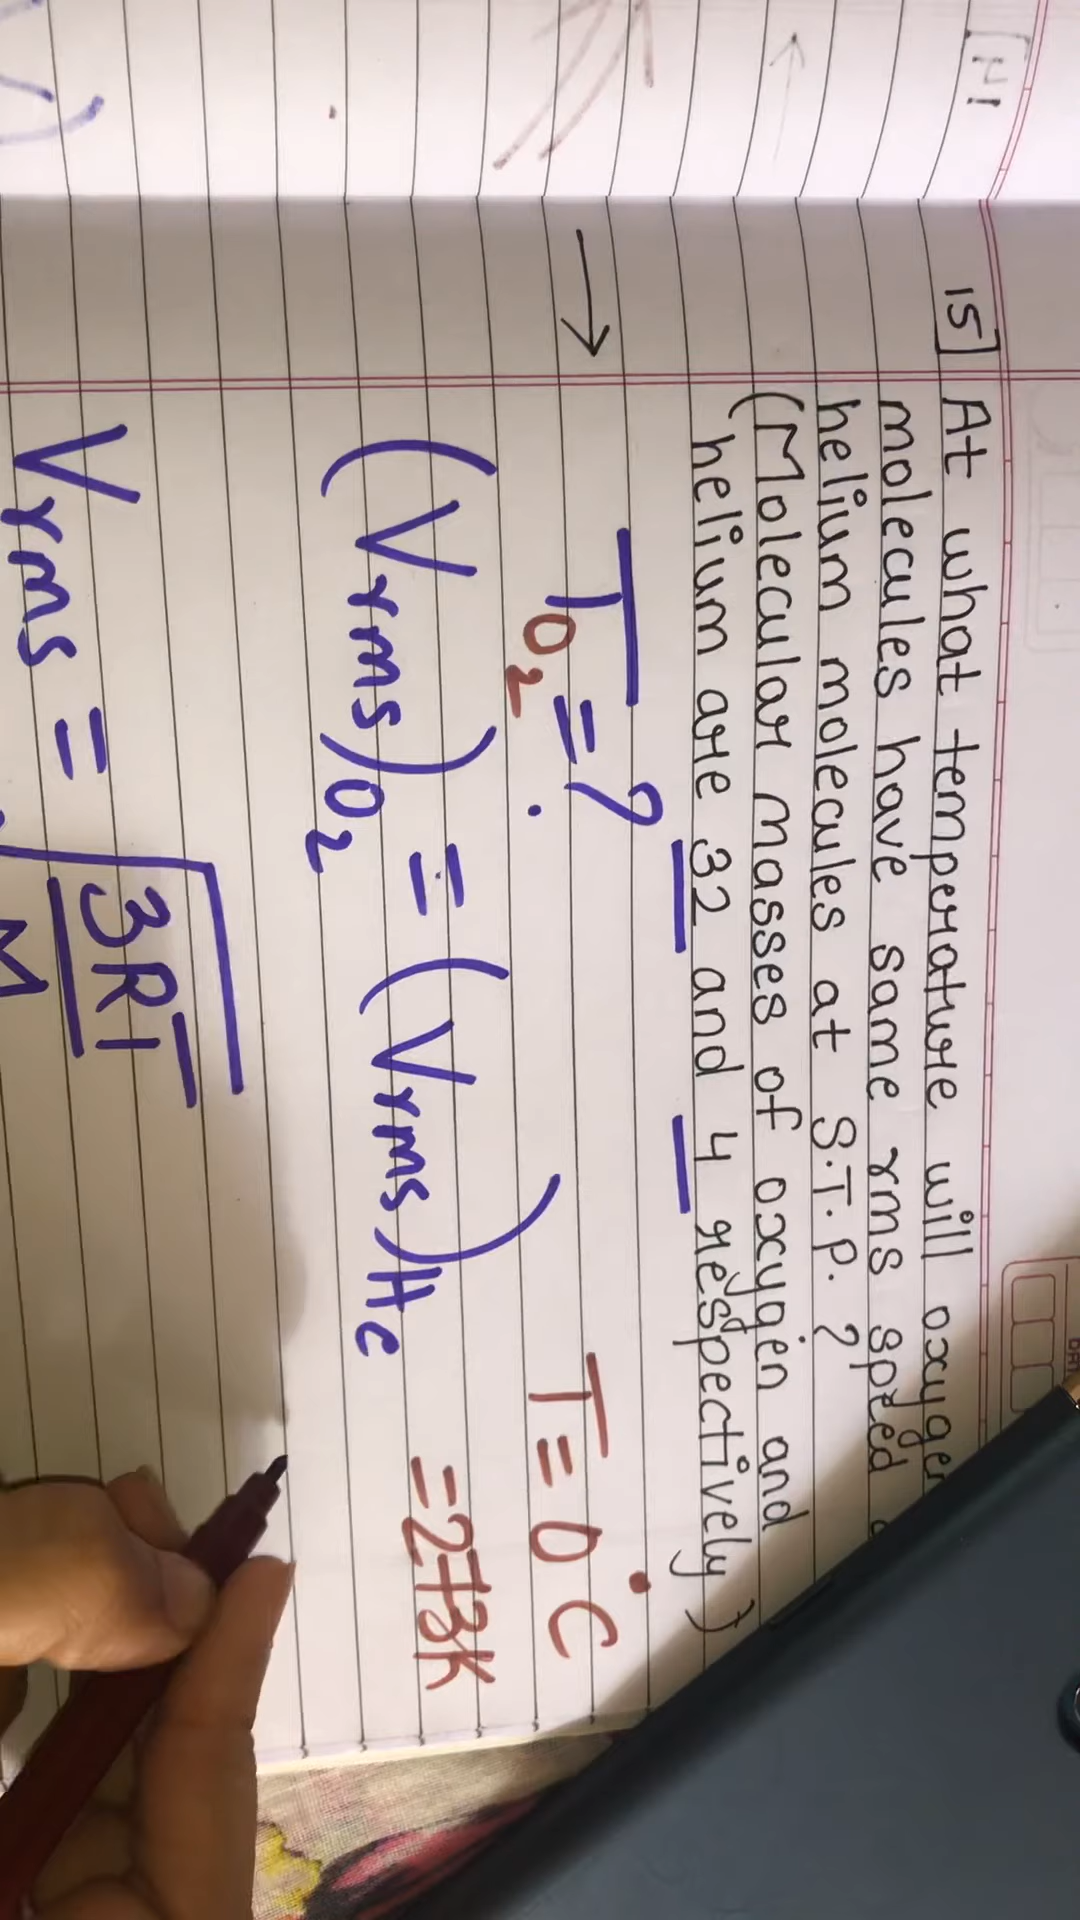 15] At what temperature will oxygen
molecules have same rms speed
helium molecules at S.T.P. ?
(Molecular masses of oxygen and
helium are 32 and 4 respectively)
→ T O2 = ? T = 0°C
= 273K
(Vrms)O2 = (Vrms)He
Vrms = √3RT
M